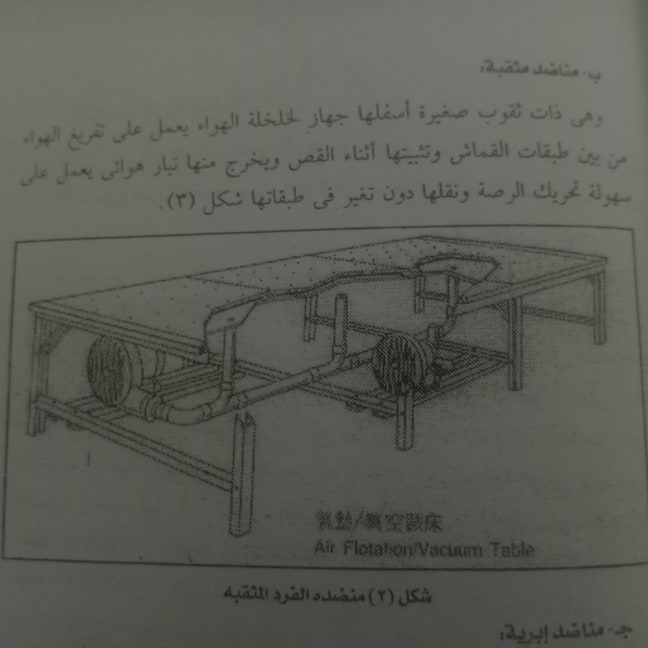 ب- مناضد مثقبة:
وهى ذات ثقوب صغيرة أسفلها جهاز لخلخلة الهواء يعمل على تفريغ الهواء
من بين طبقات القماش وتثبيتها أثناء القص ويخرج منها تيار هوائى يعمل على
سهولة تحريك الرصة ونقلها دون تغير فى طبقاتها شكل (٣).
Air Flotation/Vacuum Table
شكل (٣) منضده الفرد المثقبه
جـ- مناضد إبرية: